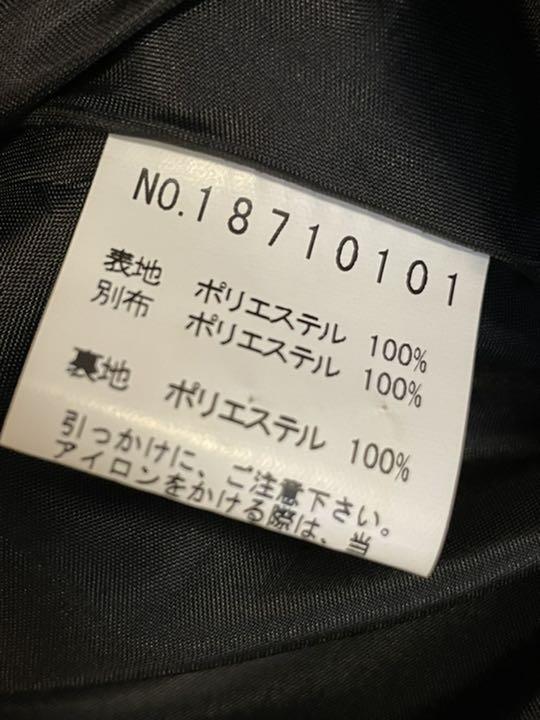 NO.18710101
表地 ポリエステル 100%
別布 ポリエステル 100%
裏地 ポリエステル 100%
引っかけに、ご注意下さい。
アイロンをかける際は、当